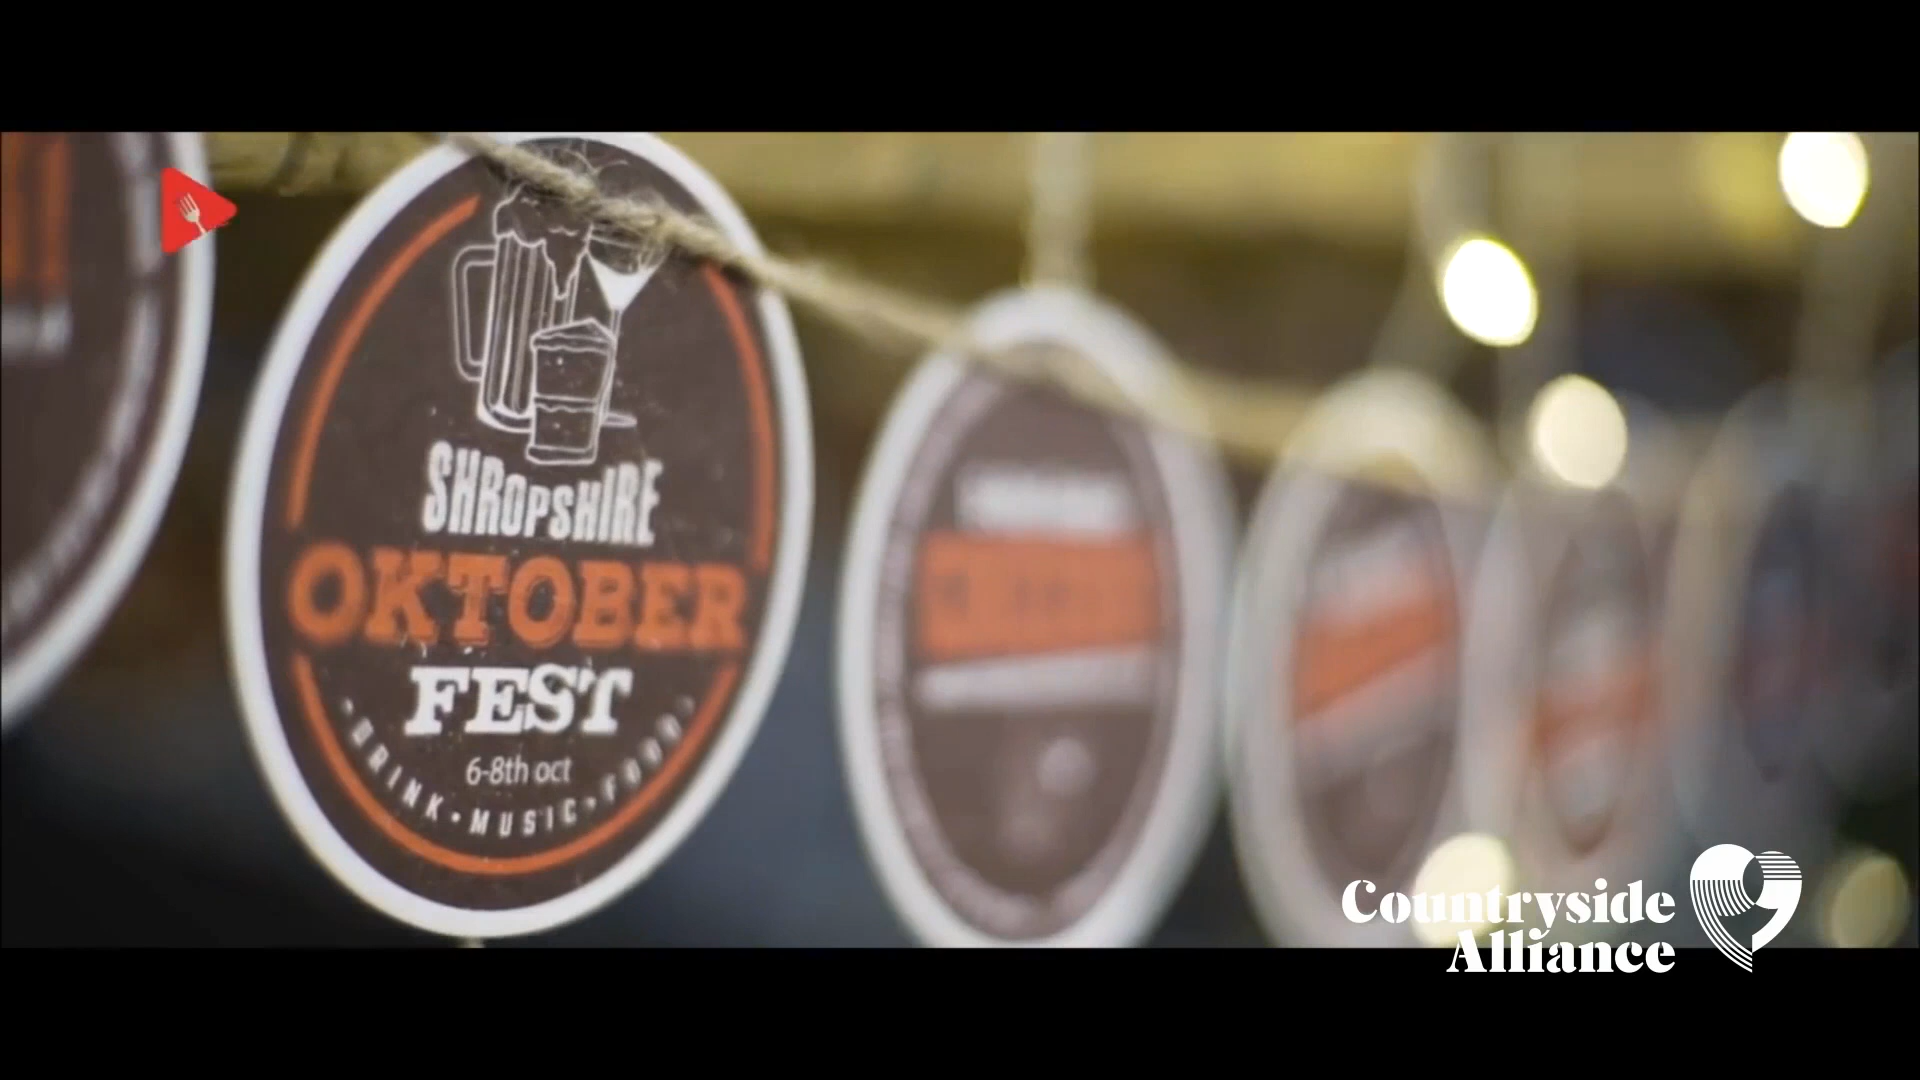 SHROPSHIRE
OKTOBER
FEST
6-8th oct
• DRINK • MUSIC • FOOD •
Countryside
Alliance